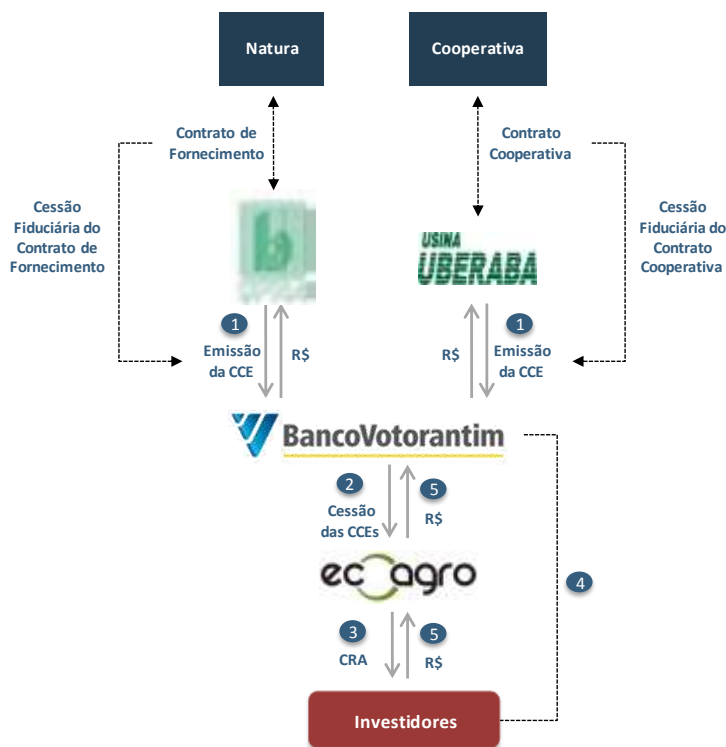 Natura
Cooperativa
Contrato de
Fornecimento
Contrato
Cooperativa
Cessão
Fiduciária do
Contrato de
Fornecimento
Cessão
Fiduciária do
Contrato
Cooperativa
b
USINA
UBERABA
1
Emissão
da CCE
R$
R$
1
Emissão
da CCE
BancoVotorantim
2
Cessão
das CCEs
5
R$
ecoagro
4
3
CRA
5
R$
Investidores